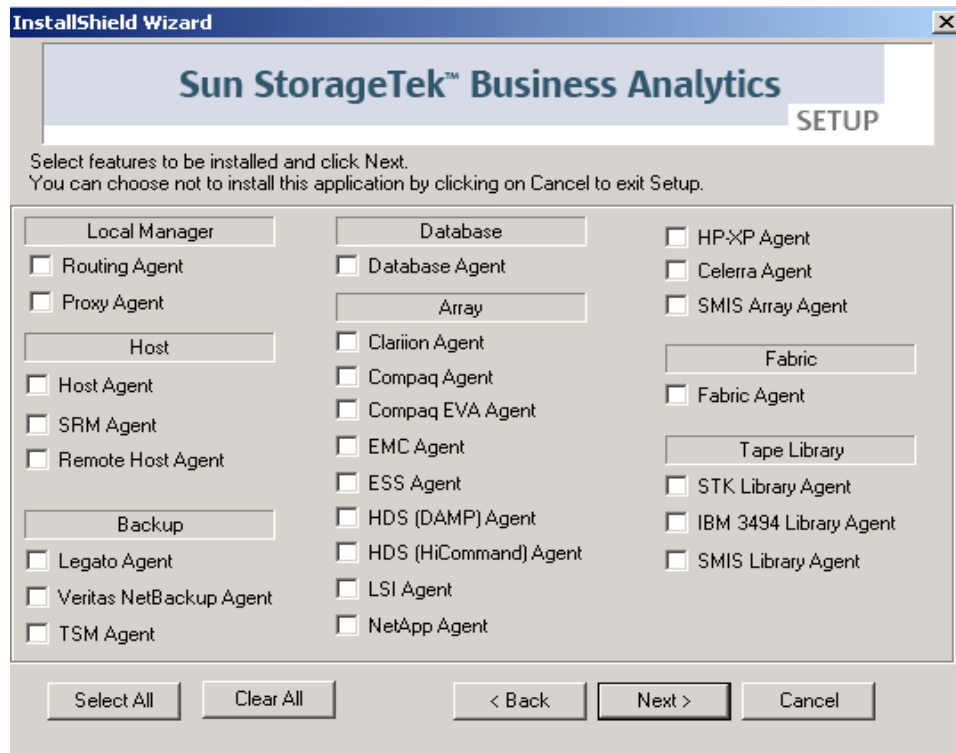 InstallShield Wizard
Sun StorageTek™ Business Analytics
SETUP
Select features to be installed and click Next.
You can choose not to install this application by clicking on Cancel to exit Setup.
Local Manager
Routing Agent
Proxy Agent
Host
Host Agent
SRM Agent
Remote Host Agent
Backup
Legato Agent
Veritas NetBackup Agent
TSM Agent
Database
Database Agent
Array
Clariion Agent
Compaq Agent
Compaq EVA Agent
EMC Agent
ESS Agent
HDS (DAMP) Agent
HDS (HiCommand) Agent
LSI Agent
NetApp Agent
HP-XP Agent
Celerra Agent
SMIS Array Agent
Fabric
Fabric Agent
Tape Library
STK Library Agent
IBM 3494 Library Agent
SMIS Library Agent
Select All
Clear All
< Back
Next >
Cancel